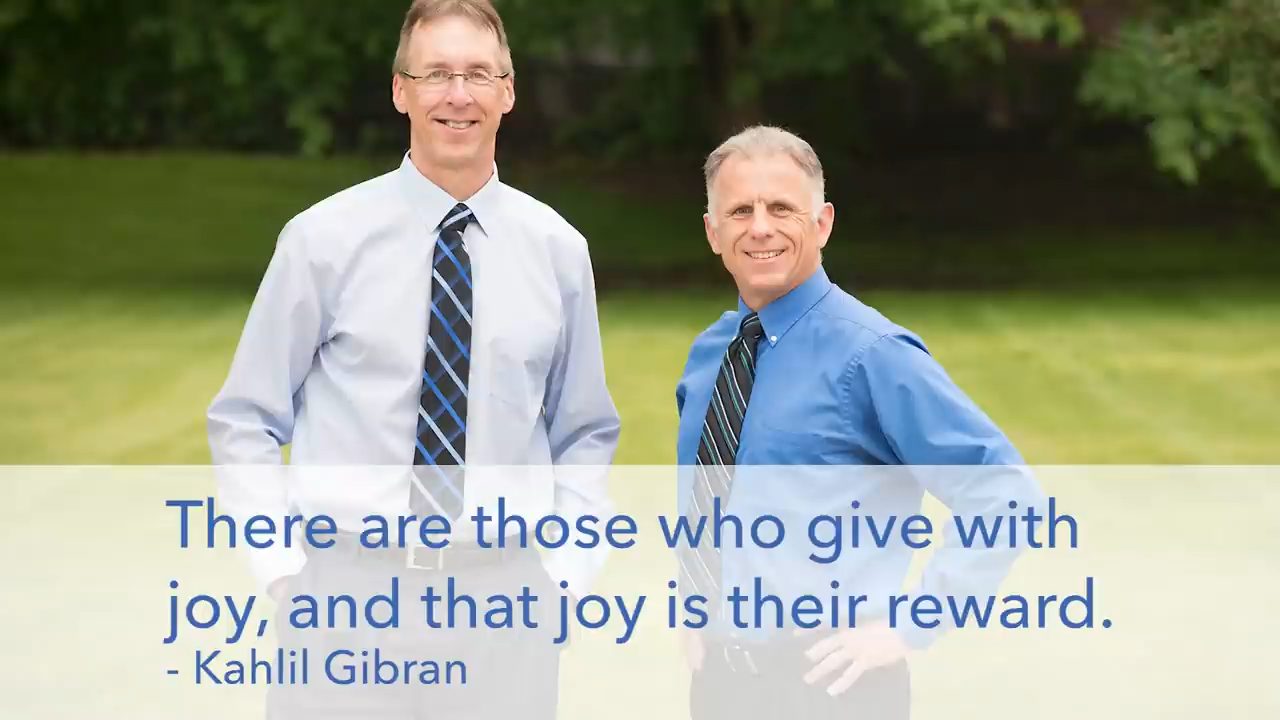 There are those who give with
joy, and that joy is their reward.
- Kahlil Gibran